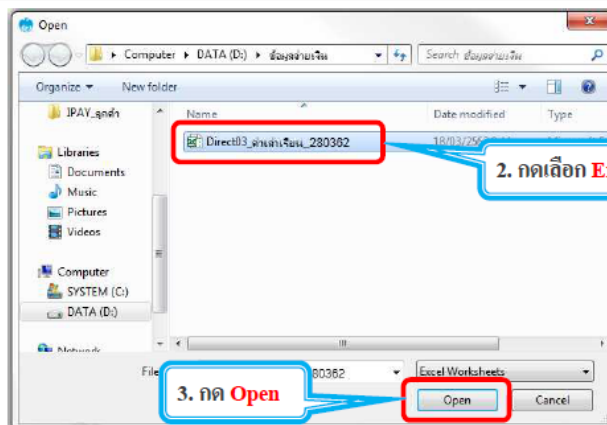 Open
Computer ▸ DATA (D:) ▸ ข้อมูลจ่ายเงิน
Search ข้อมูลจ่ายเงิน
Organize
New folder
IPAY_ลูกค้า
Name
Date modified
Type
Direct03_ค่าเล่าเรียน_280362
18/03/256
Libraries
Documents
2. กดเลือก E
Music
Pictures
Videos
Computer
SYSTEM (C:)
DATA (D:)
Network
File
80362
Excel Worksheets
3. กด Open
Open
Cancel